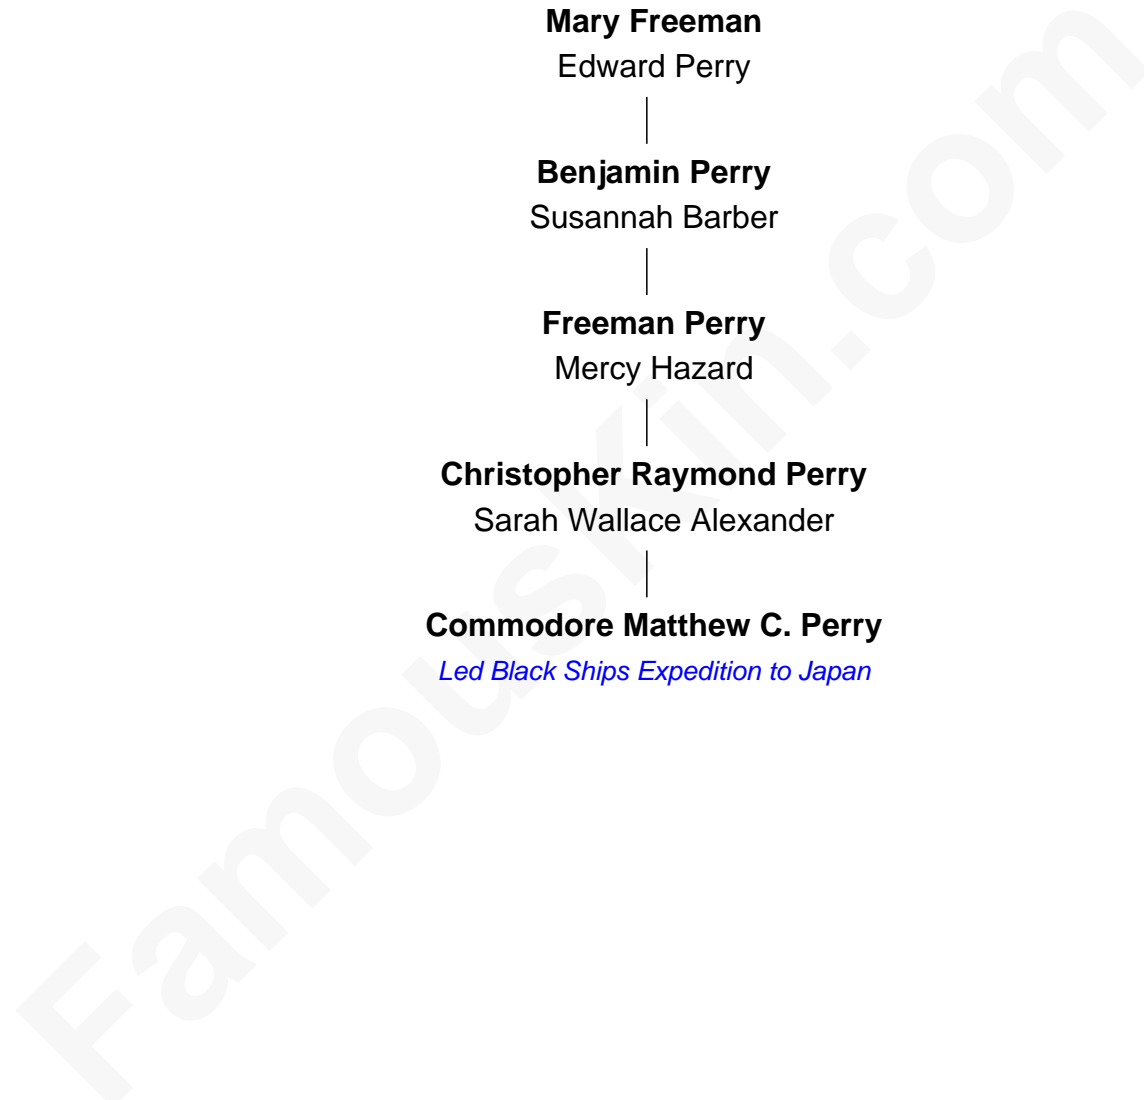 Mary Freeman
Edward Perry
Benjamin Perry
Susannah Barber
Freeman Perry
Mercy Hazard
Christopher Raymond Perry
Sarah Wallace Alexander
Commodore Matthew C. Perry
Led Black Ships Expedition to Japan
FamousKin.com